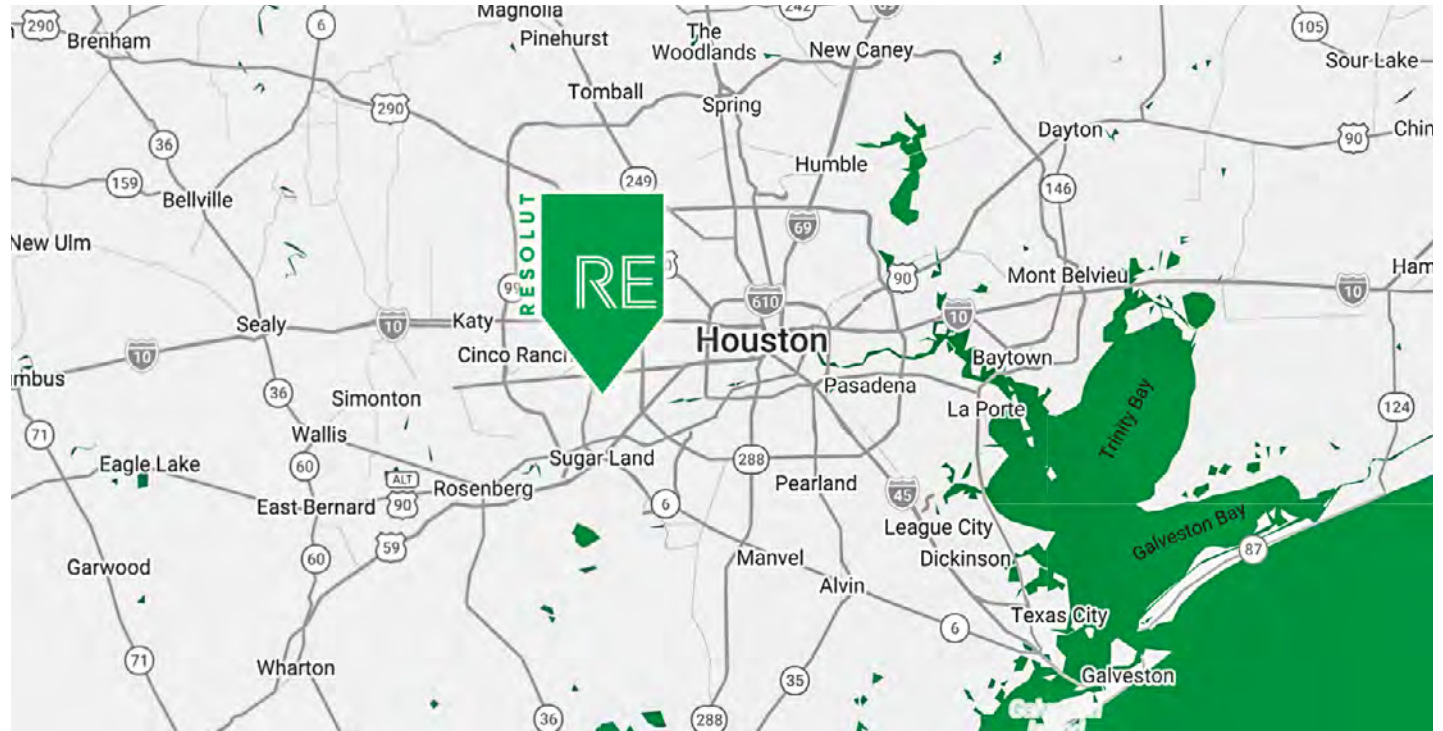 290
Brenham
6
Magnolia
Pinehurst
The
Woodlands
242
69
New Caney
105
Sour Lake
290
Tomball
Spring
Dayton
90
36
Humble
159
Bellville
249
146
New Ulm
RESOLUT
RE
69
90
Mont Belvieu
99
610
10
Sealy
10
Katy
Houston
10
10
Cinco Ranch
Baytown
Pasadena
36
Simonton
La Porte
Trinity Bay
124
71
Wallis
Eagle Lake
60
Sugar Land
288
ALT
90
Rosenberg
Pearland
45
East Bernard
6
League City
Galveston Bay
59
60
Manvel
Dickinson
87
Garwood
Alvin
Texas City
6
71
Wharton
35
Galveston
36
288